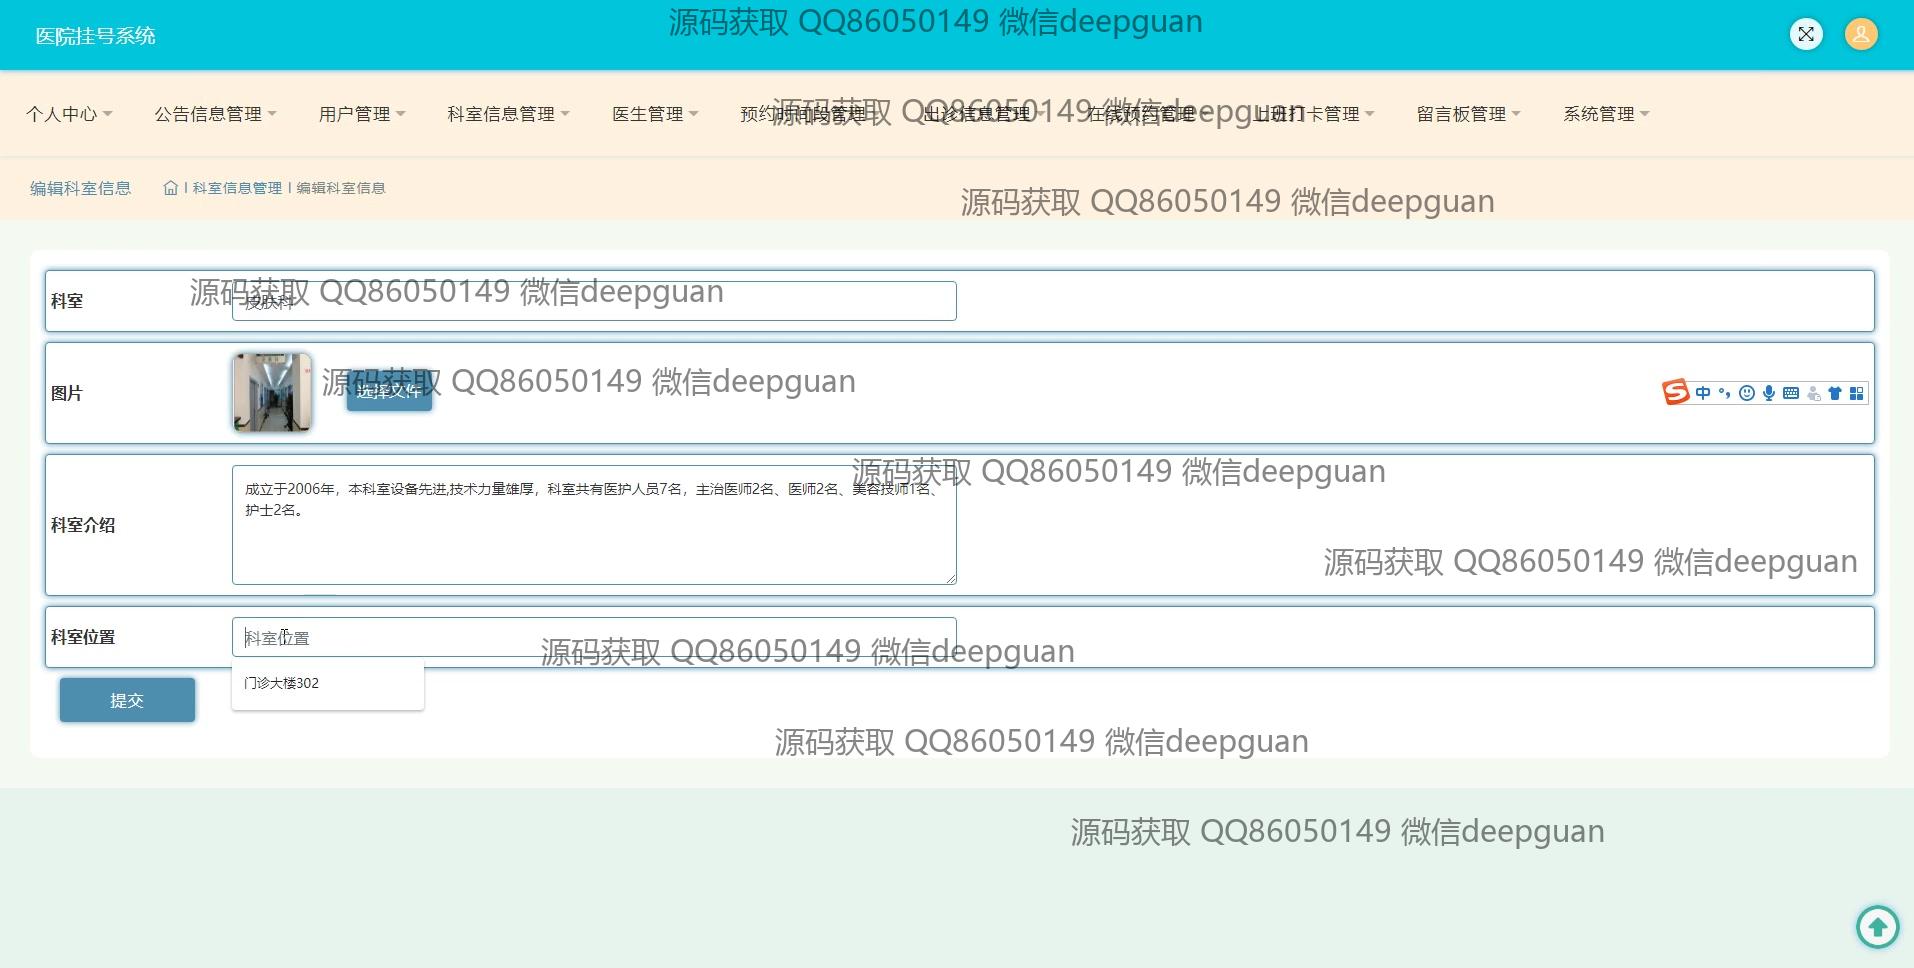 源码获取 QQ86050149 微信deepguan
医院挂号系统
个人中心 公告信息管理 用户管理 科室信息管理 医生管理 预约时间段管理 出诊信息管理 在线预约管理 上班打卡管理 留言板管理 系统管理
源码获取 QQ86050149 微信deepguan
编辑科室信息 | 科室信息管理 | 编辑科室信息
源码获取 QQ86050149 微信deepguan
科室 皮肤科
源码获取 QQ86050149 微信deepguan
图片 选择文件
源码获取 QQ86050149 微信deepguan
中
源码获取 QQ86050149 微信deepguan
成立于2006年，本科室设备先进,技术力量雄厚，科室共有医护人员7名，主治医师2名、医师2名、美容技师1名、
护士2名。
科室介绍
源码获取 QQ86050149 微信deepguan
科室位置 科室位置
源码获取 QQ86050149 微信deepguan
门诊大楼302
提交
源码获取 QQ86050149 微信deepguan
源码获取 QQ86050149 微信deepguan